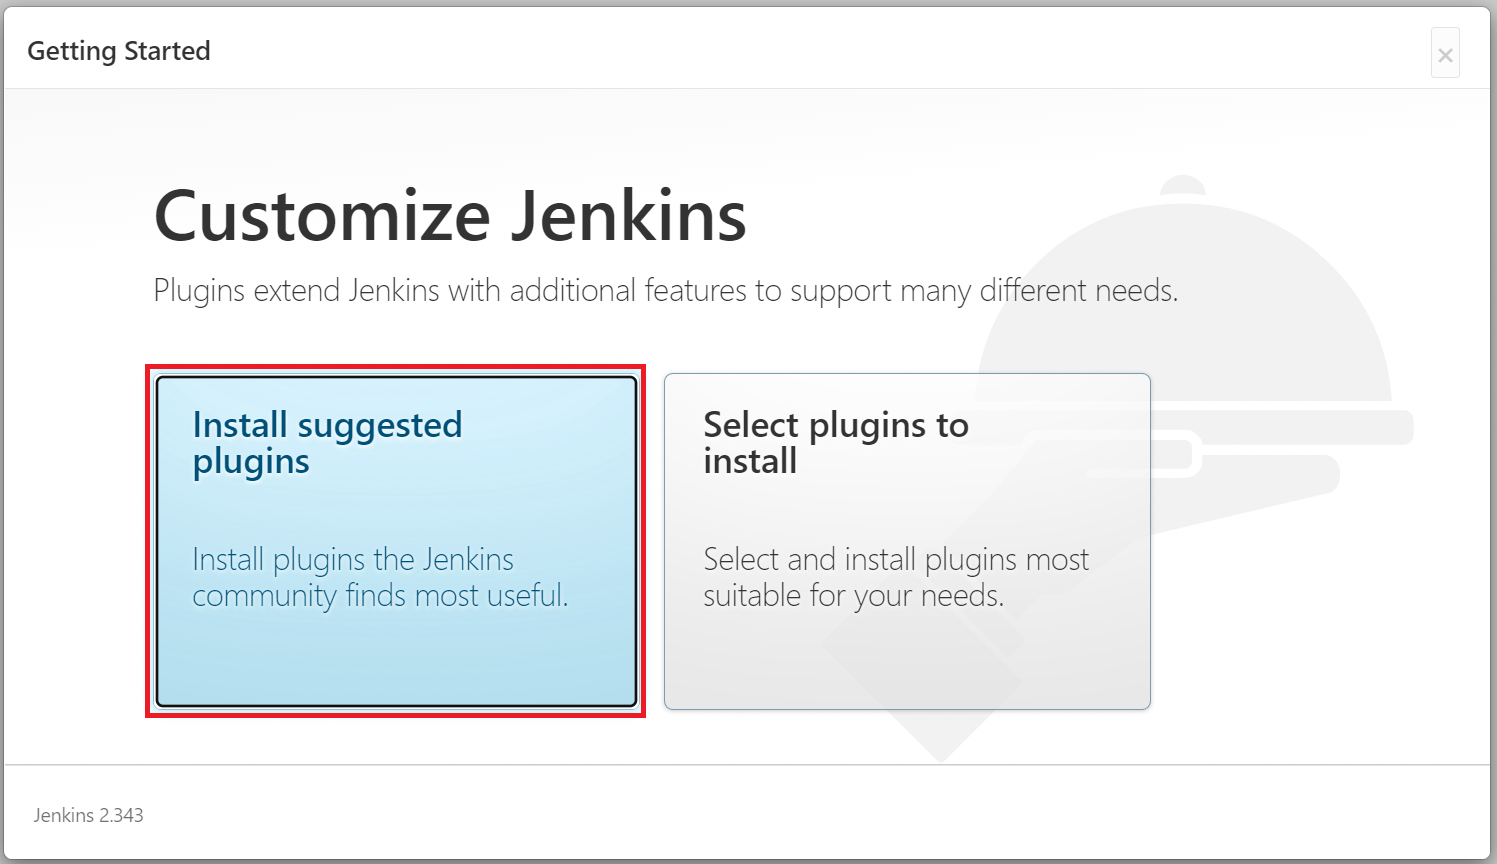 Getting Started
×
Customize Jenkins
Plugins extend Jenkins with additional features to support many different needs.
Install suggested
plugins
Install plugins the Jenkins
community finds most useful.
Select plugins to
install
Select and install plugins most
suitable for your needs.
Jenkins 2.343